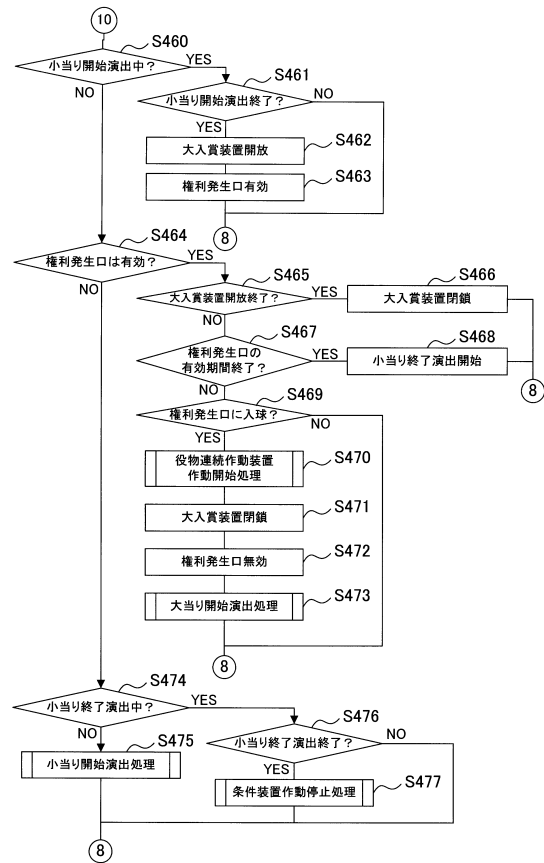 10
S460
小当り開始演出中？
YES
NO
S461
小当り開始演出終了？
NO
YES
S462
大入賞装置開放
S463
権利発生口有効
8
S464
権利発生口は有効？
YES
NO
S465
大入賞装置開放終了？
YES
NO
S466
大入賞装置閉鎖
S467
権利発生口の
有効期間終了？
YES
NO
S468
小当り終了演出開始
8
S469
権利発生口に入球？
NO
YES
S470
役物連続作動装置
作動開始処理
S471
大入賞装置閉鎖
S472
権利発生口無効
S473
大当り開始演出処理
8
S474
小当り終了演出中？
YES
NO
S475
小当り開始演出処理
S476
小当り終了演出終了？
NO
YES
S477
条件装置作動停止処理
8